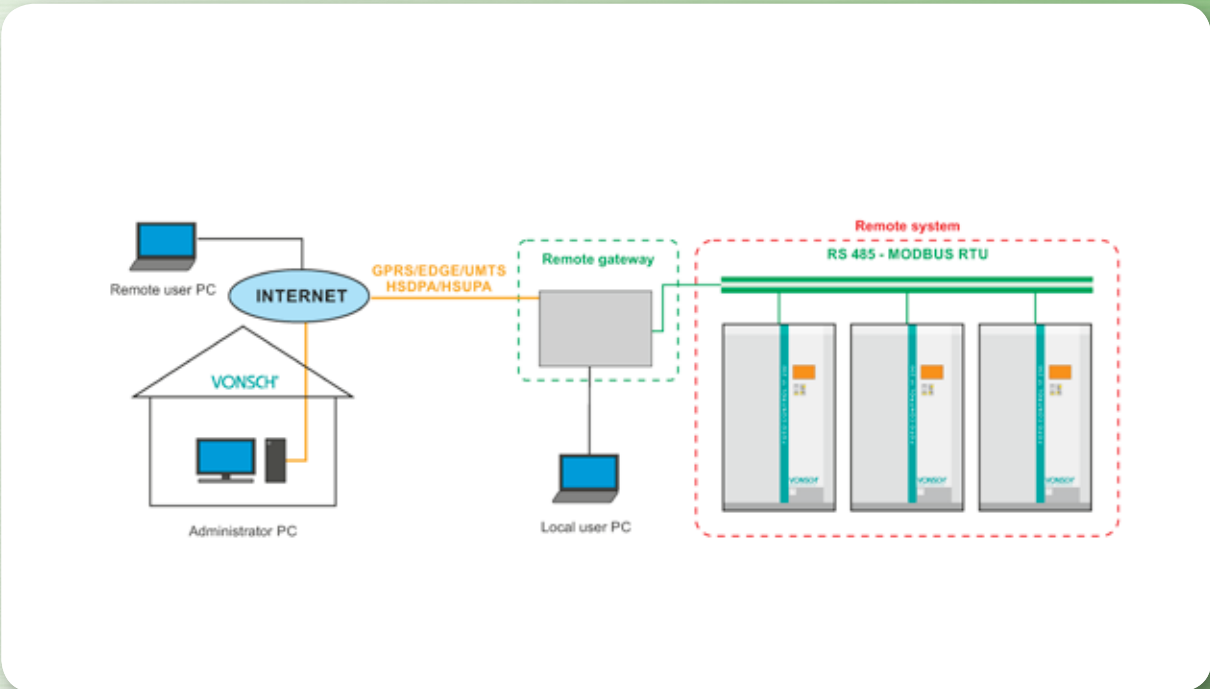 Remote system
RS 485 - MODBUS RTU
Remote gateway
GPRS/EDGE/UMTS
HSDPA/HSUPA
INTERNET
Remote user PC
VONSCH
Administrator PC
Local user PC
VONSCH
VONSCH
VONSCH